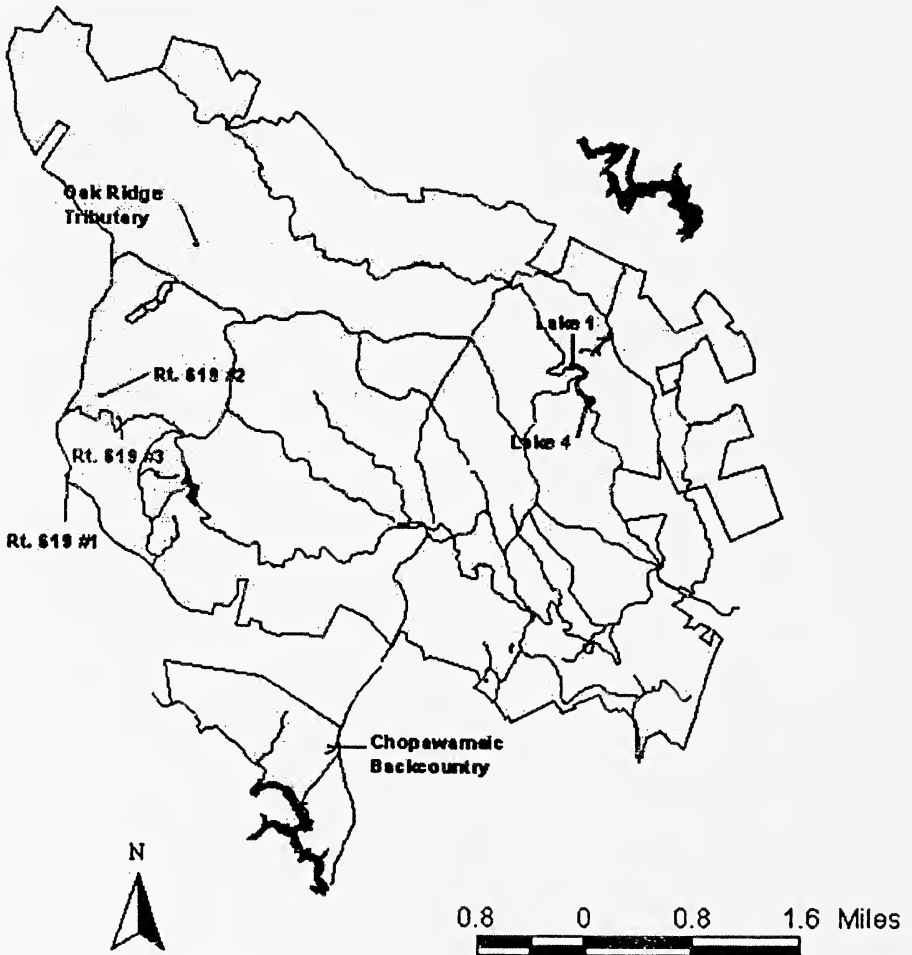 Oak Ridge
Tributary
Lake 1
Rt. 619 #2
Lake 4
Rt. 619 #3
Rt. 619 #1
Chopawamsic
Backcountry
N
0.8 0 0.8 1.6 Miles